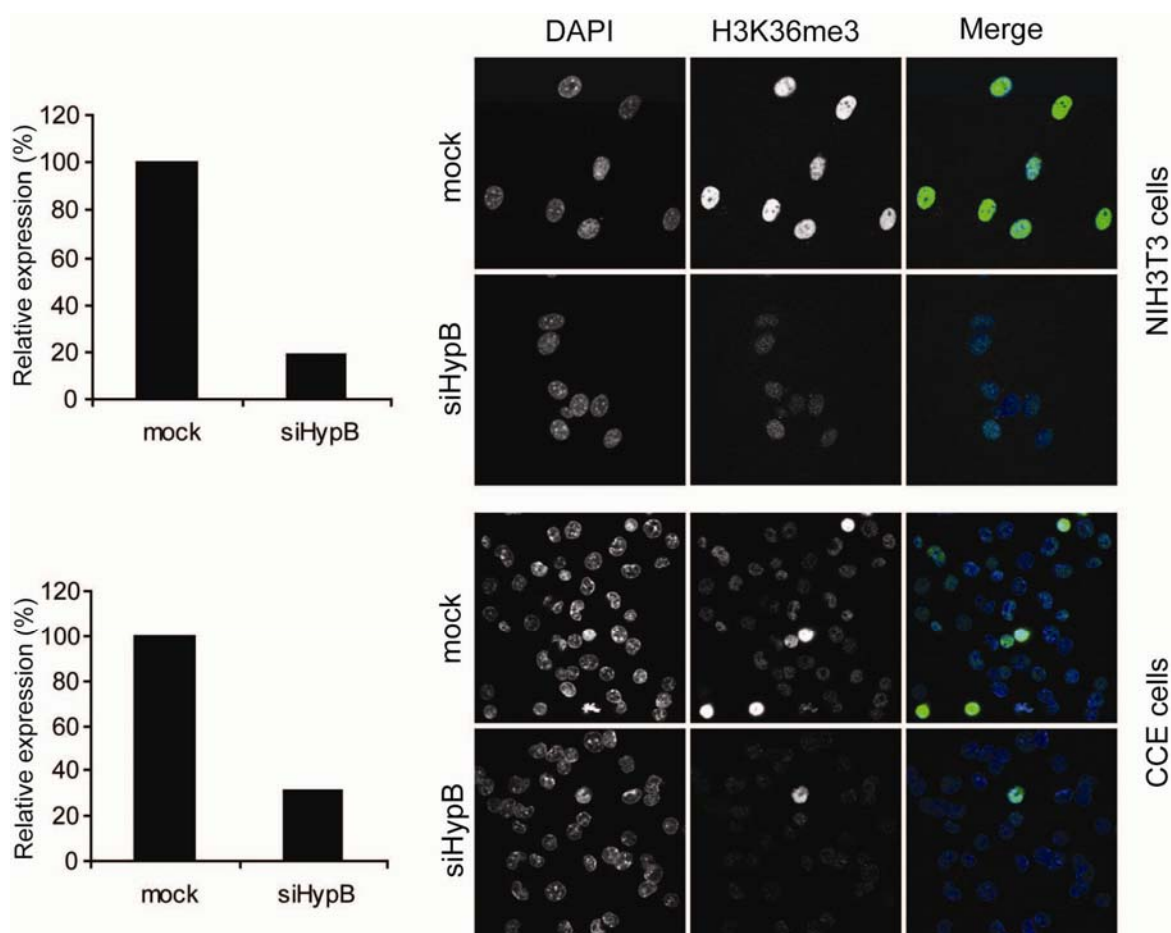 DAPI H3K36me3 Merge
Relative expression (%)
120
100
80
60
40
20
0
mock siHypB
mock
siHypB
NIH3T3 cells
Relative expression (%)
120
100
80
60
40
20
0
mock siHypB
mock
siHypB
CCE cells